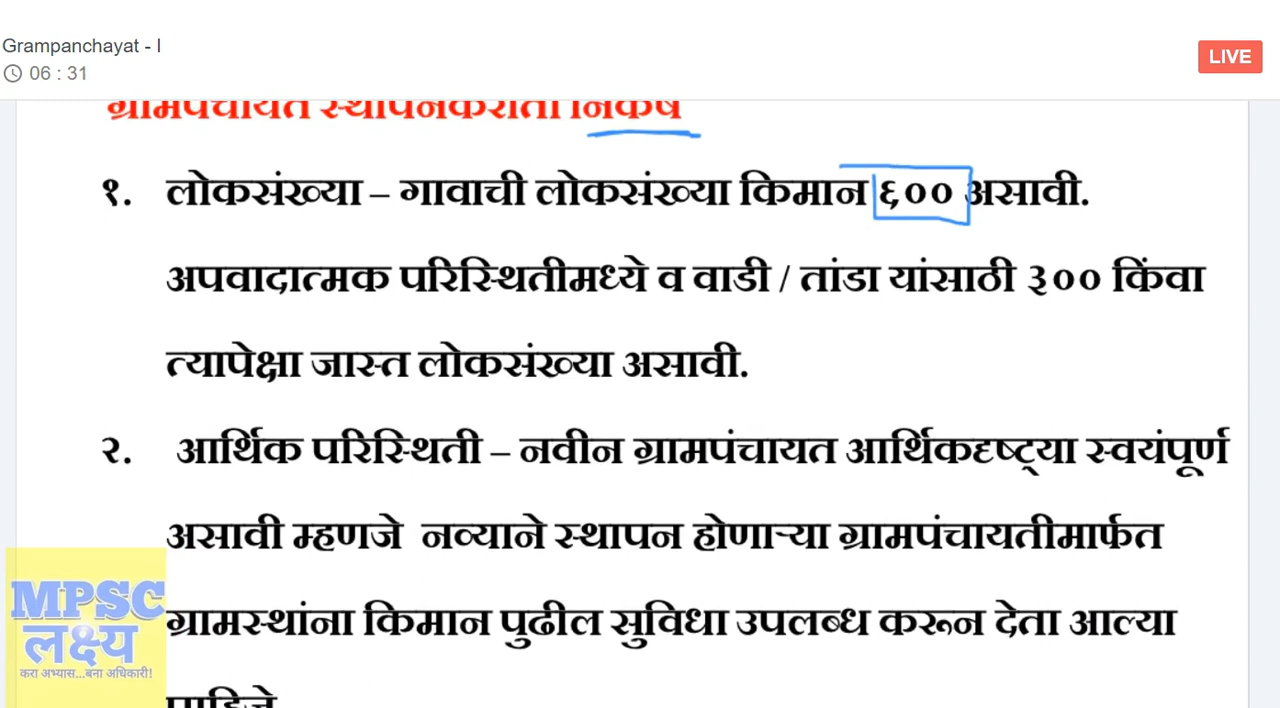 Grampanchayat - I
06 : 31
LIVE
ग्रामपंचायत स्थापनेकरीता निकष
१. लोकसंख्या – गावाची लोकसंख्या किमान ६०० असावी.
अपवादात्मक परिस्थितीमध्ये व वाडी / तांडा यांसाठी ३०० किंवा
त्यापेक्षा जास्त लोकसंख्या असावी.
२. आर्थिक परिस्थिती – नवीन ग्रामपंचायत आर्थिकदृष्ट्या स्वयंपूर्ण
असावी म्हणजे नव्याने स्थापन होणाऱ्या ग्रामपंचायतीमार्फत
ग्रामस्थांना किमान पुढील सुविधा उपलब्ध करून देता आल्या
पाहिजे
MPSC
लक्ष्य
करा अभ्यास...बना अधिकारी!